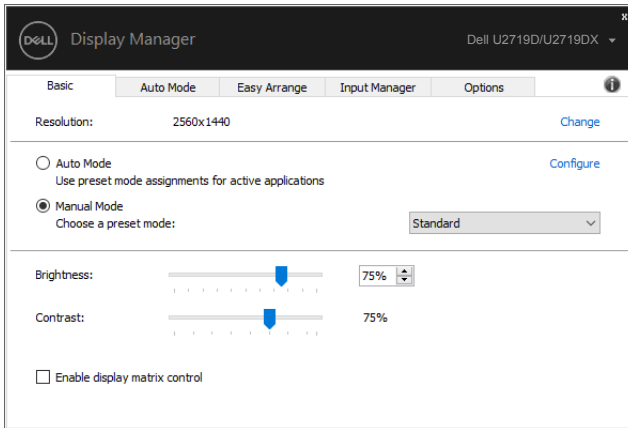 DELL Display Manager Dell U2719D/U2719DX x
Basic Auto Mode Easy Arrange Input Manager Options i
Resolution: 2560x1440 Change
Auto Mode Configure
Use preset mode assignments for active applications
Manual Mode
Choose a preset mode: Standard
Brightness: 75%
Contrast: 75%
Enable display matrix control